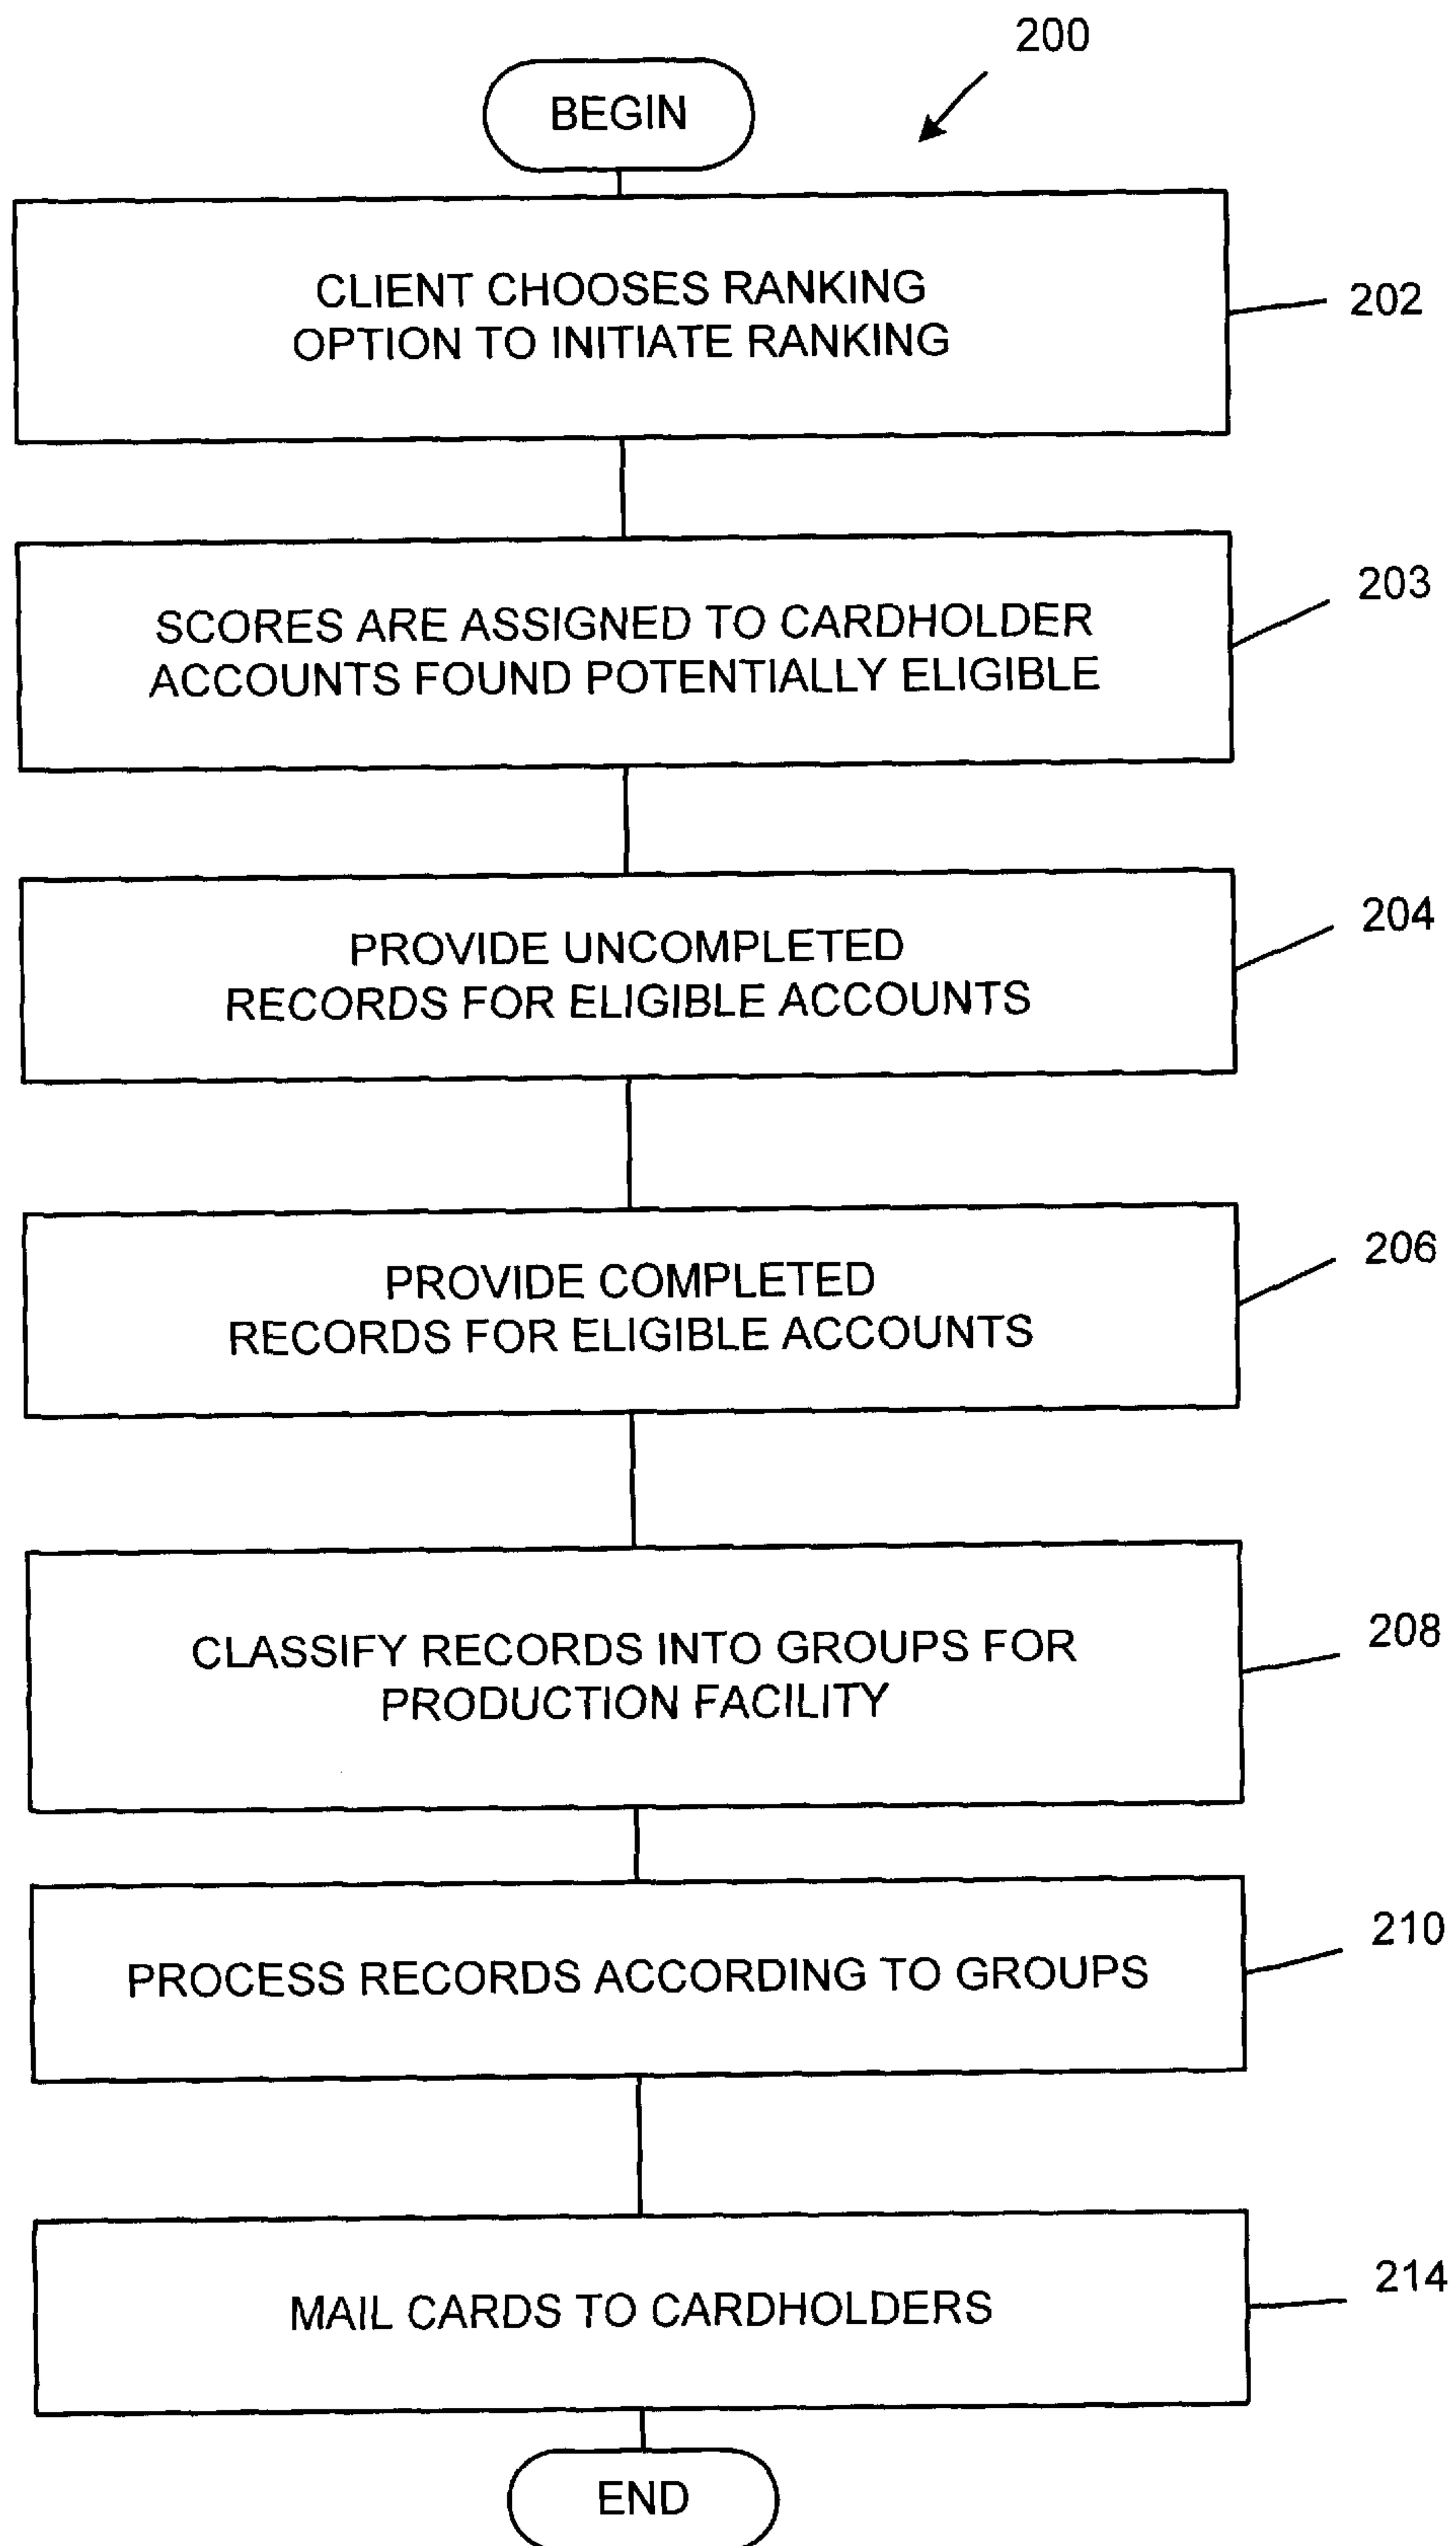 200
BEGIN
CLIENT CHOOSES RANKING
OPTION TO INITIATE RANKING
202
SCORES ARE ASSIGNED TO CARDHOLDER
ACCOUNTS FOUND POTENTIALLY ELIGIBLE
203
PROVIDE UNCOMPLETED
RECORDS FOR ELIGIBLE ACCOUNTS
204
PROVIDE COMPLETED
RECORDS FOR ELIGIBLE ACCOUNTS
206
CLASSIFY RECORDS INTO GROUPS FOR
PRODUCTION FACILITY
208
PROCESS RECORDS ACCORDING TO GROUPS
210
MAIL CARDS TO CARDHOLDERS
214
END